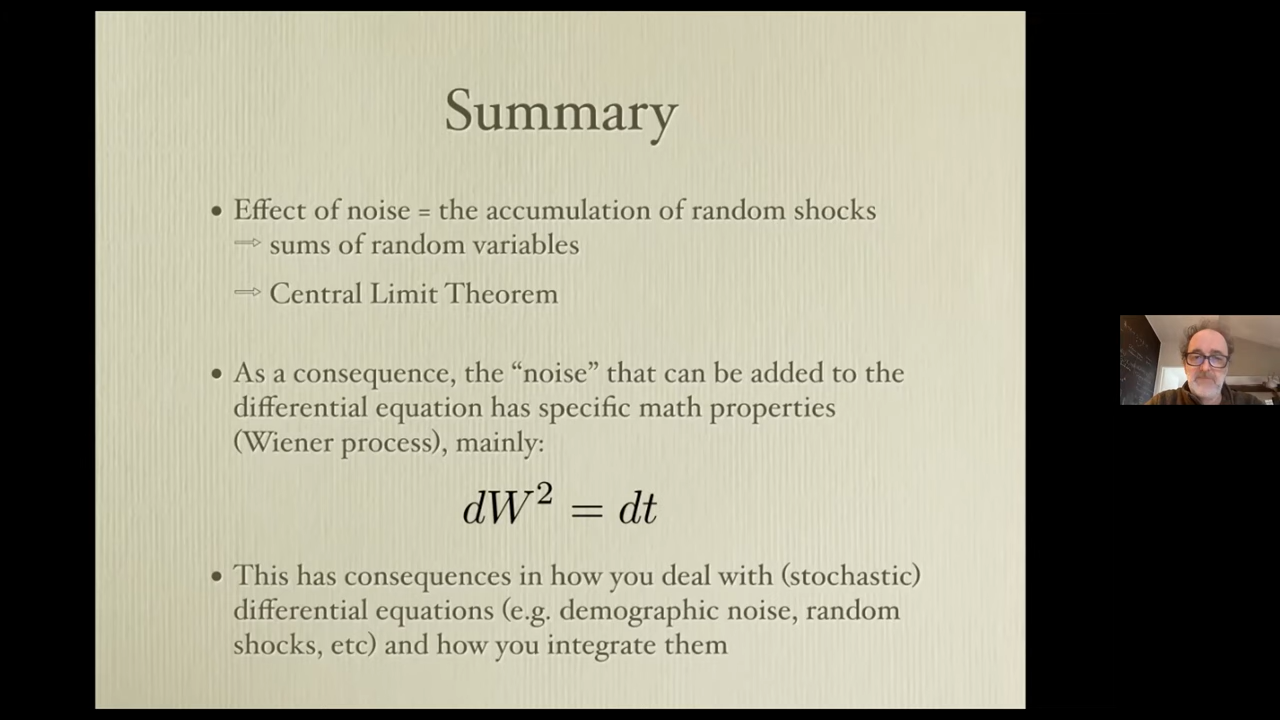 Summary
• Effect of noise = the accumulation of random shocks
⇒ sums of random variables
⇒ Central Limit Theorem
• As a consequence, the “noise” that can be added to the
differential equation has specific math properties
(Wiener process), mainly:
dW² = dt
• This has consequences in how you deal with (stochastic)
differential equations (e.g. demographic noise, random
shocks, etc) and how you integrate them